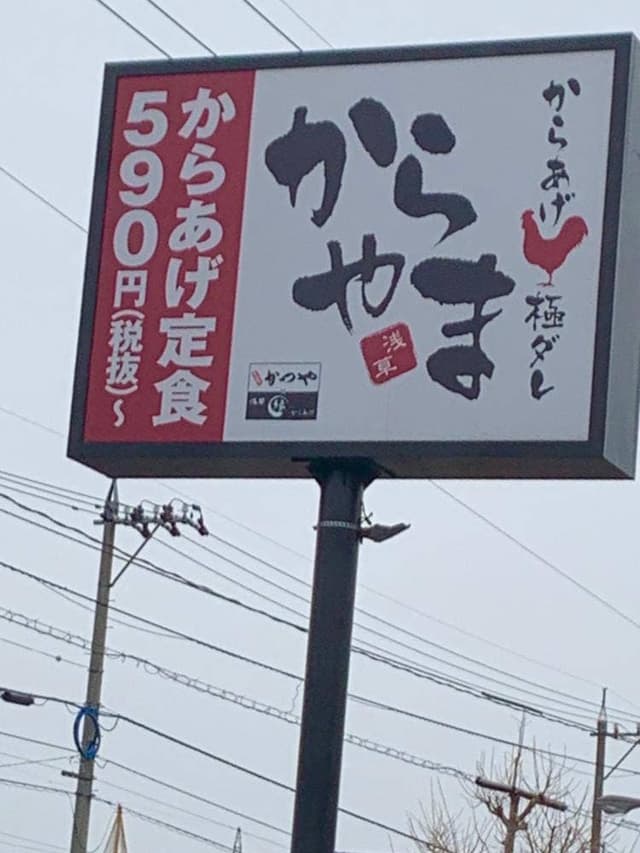 からあげ
極ダレ
からやま
浅草
かつや
からあげ定食
590円(税抜)~